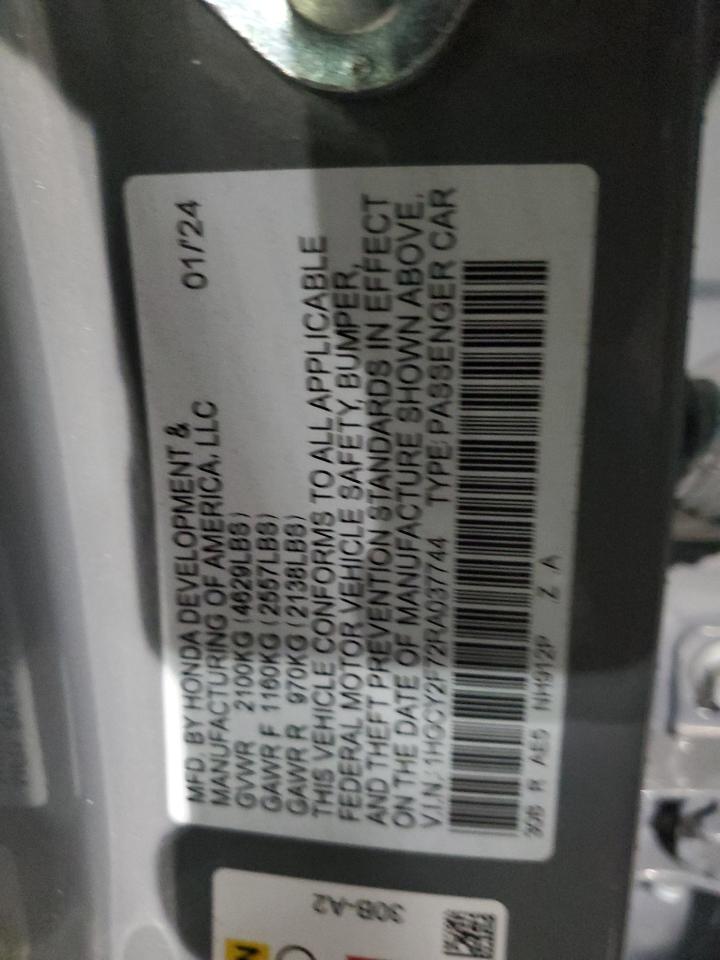 MFD. BY HONDA DEVELOPMENT & 01/'24
MANUFACTURING OF AMERICA, LLC
GVWR 2100KG (4629LBS)
GAWR F 1160KG (2557LBS)
GAWR R 970KG (2138LBS)
THIS VEHICLE CONFORMS TO ALL APPLICABLE
FEDERAL MOTOR VEHICLE SAFETY, BUMPER,
AND THEFT PREVENTION STANDARDS IN EFFECT
ON THE DATE OF MANUFACTURE SHOWN ABOVE.
V.I.N.: 1HGCY2F72RA037744 TYPE:PASSENGER CAR
30B R AE5 NH912P Z A
30B-A2